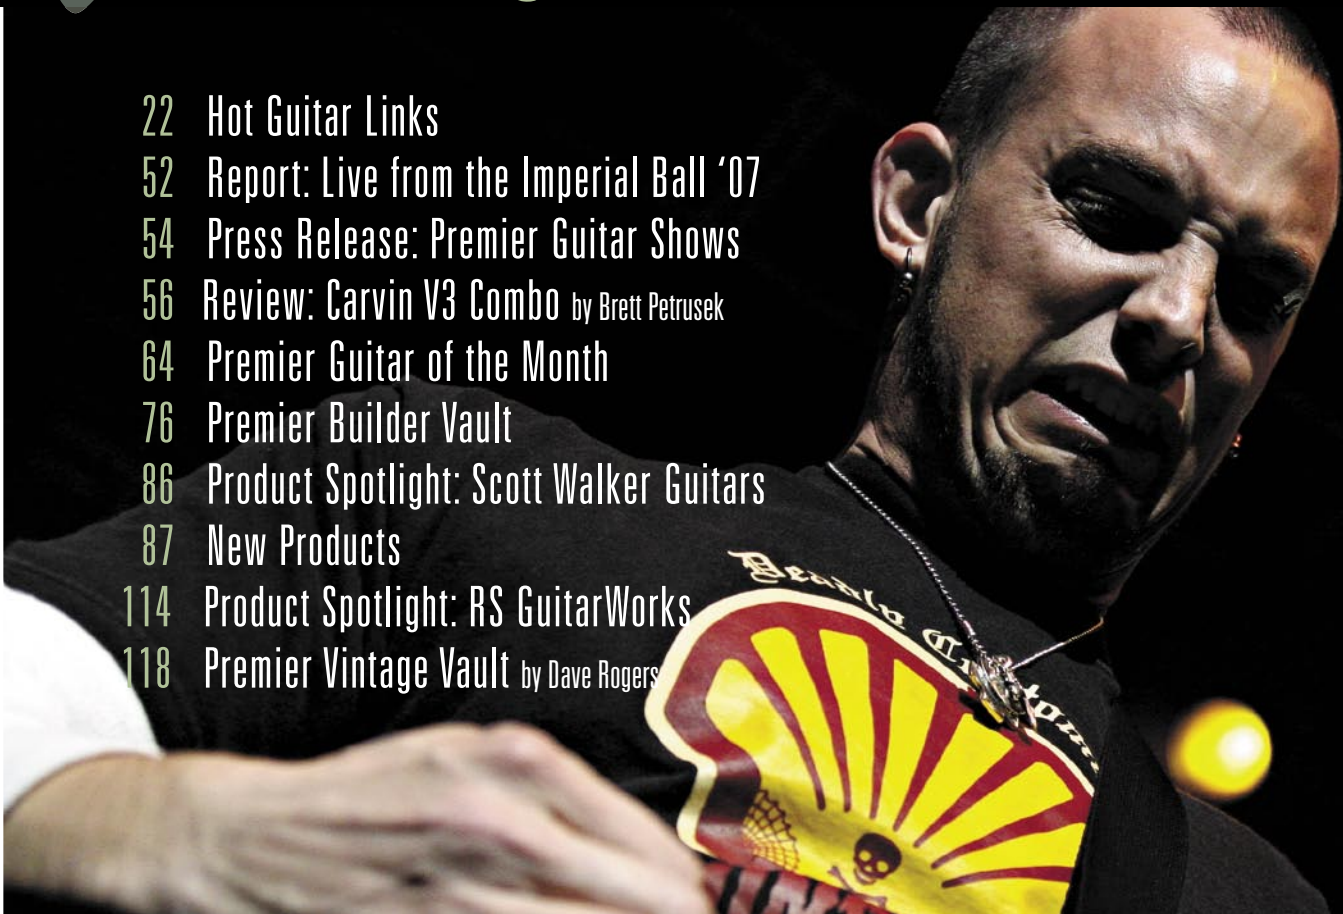 22 Hot Guitar Links
52 Report: Live from the Imperial Ball ‘07
54 Press Release: Premier Guitar Shows
56 Review: Carvin V3 Combo by Brett Petrusek
64 Premier Guitar of the Month
76 Premier Builder Vault
86 Product Spotlight: Scott Walker Guitars
87 New Products
114 Product Spotlight: RS GuitarWorks
118 Premier Vintage Vault by Dave Rogers
Deadly